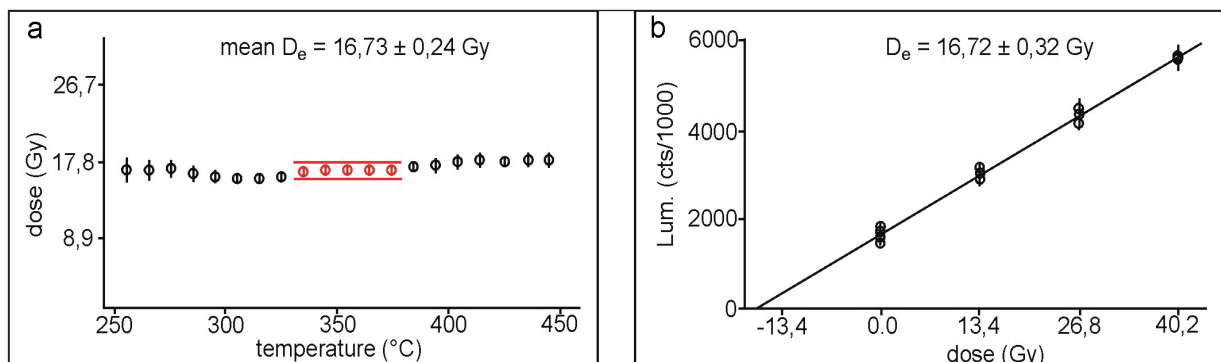 a
mean De = 16,73 ± 0,24 Gy
26,7
17,8
8,9
dose (Gy)
250
300
350
400
450
temperature (°C)
b
De = 16,72 ± 0,32 Gy
6000
4000
2000
0
Lum. (cts/1000)
-13,4
0.0
13,4
26,8
40,2
dose (Gy)